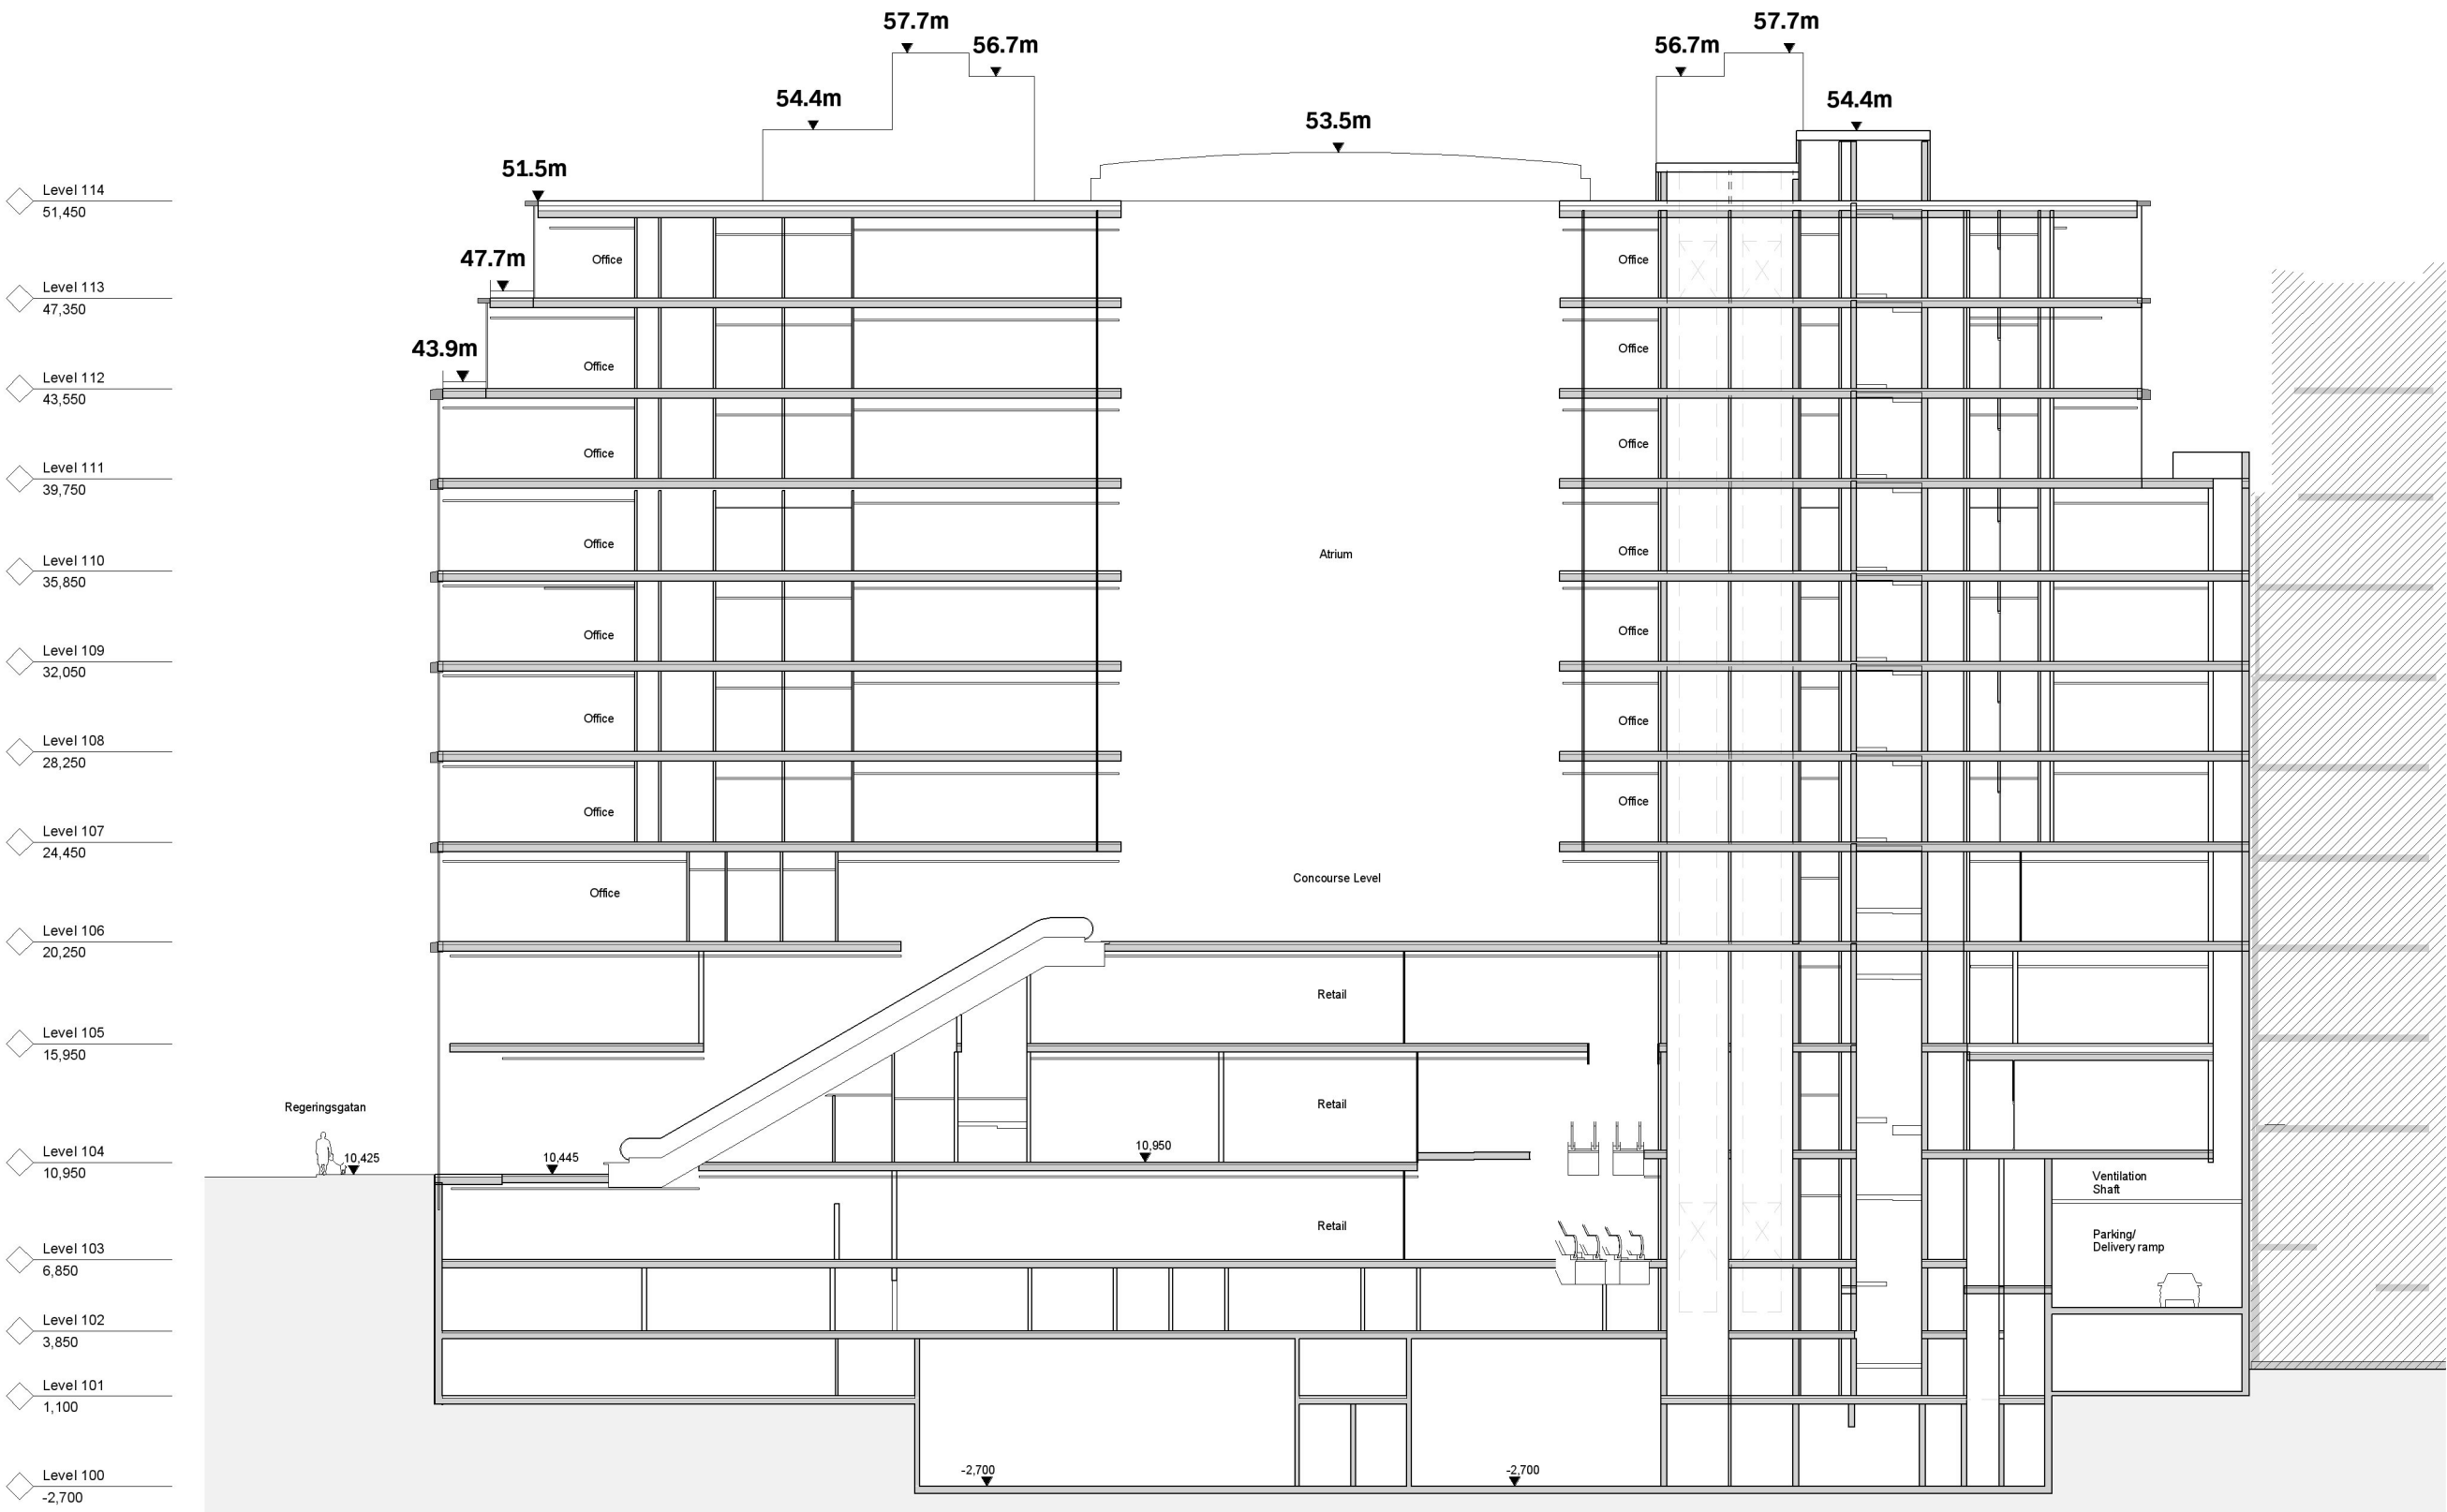 57.7m
57.7m
56.7m
56.7m
54.4m
54.4m
53.5m
51.5m
Level 114
51,450
Office
Office
47.7m
Level 113
47,350
Office
Office
43.9m
Level 112
43,550
Office
Office
Level 111
39,750
Office
Atrium
Office
Level 110
35,850
Office
Office
Level 109
32,050
Office
Office
Level 108
28,250
Office
Office
Level 107
24,450
Office
Concourse Level
Level 106
20,250
Retail
Level 105
15,950
Regeringsgatan
Retail
Level 104
10,950
10,425
10,445
10,950
Ventilation
Shaft
Retail
Parking/
Delivery ramp
Level 103
6,850
Level 102
3,850
Level 101
1,100
Level 100
-2,700
-2,700
-2,700